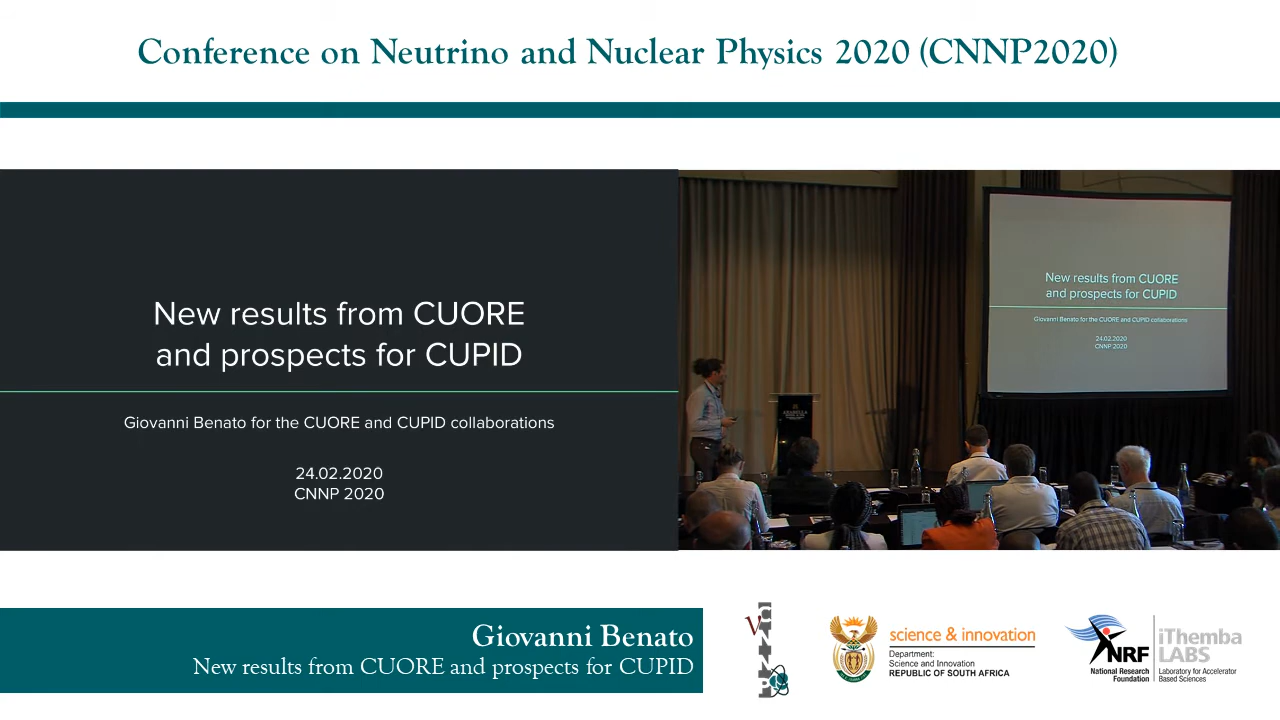 Conference on Neutrino and Nuclear Physics 2020 (CNNP2020)
New results from CUORE
and prospects for CUPID
Giovanni Benato for the CUORE and CUPID collaborations
24.02.2020
CNNP 2020
New results from CUORE
and prospects for CUPID
Giovanni Benato for the CUORE and CUPID collaborations
24.02.2020
CNNP 2020
ARABELLA
Giovanni Benato
New results from CUORE and prospects for CUPID
νCNNP
science & innovation
Department:
Science and Innovation
REPUBLIC OF SOUTH AFRICA
NRF
National Research
Foundation
iThemba
LABS
Laboratory for Accelerator
Based Sciences